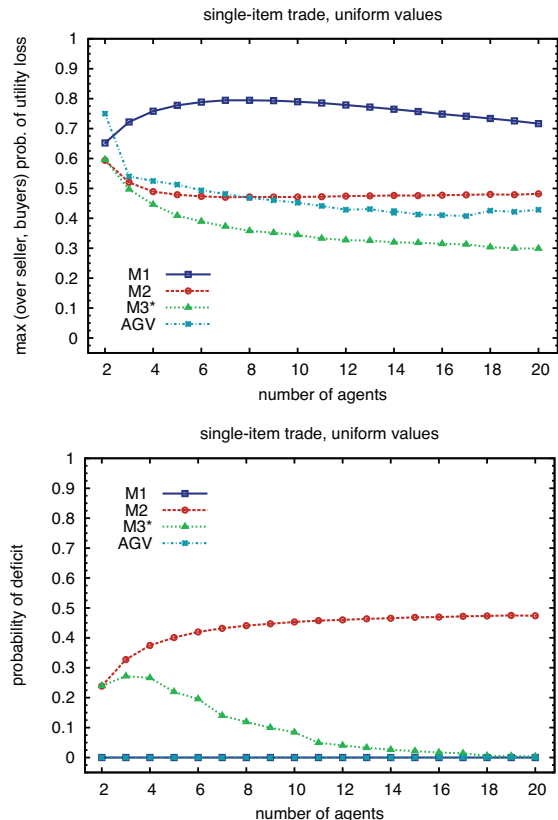 single-item trade, uniform values
max (over seller, buyers) prob. of utility loss
1
0.9
0.8
0.7
0.6
0.5
0.4
0.3
0.2
0.1
0
M1
M2
M3*
AGV
2 4 6 8 10 12 14 16 18 20
number of agents
single-item trade, uniform values
probability of deficit
1
0.9
0.8
0.7
0.6
0.5
0.4
0.3
0.2
0.1
0
M1
M2
M3*
AGV
2 4 6 8 10 12 14 16 18 20
number of agents